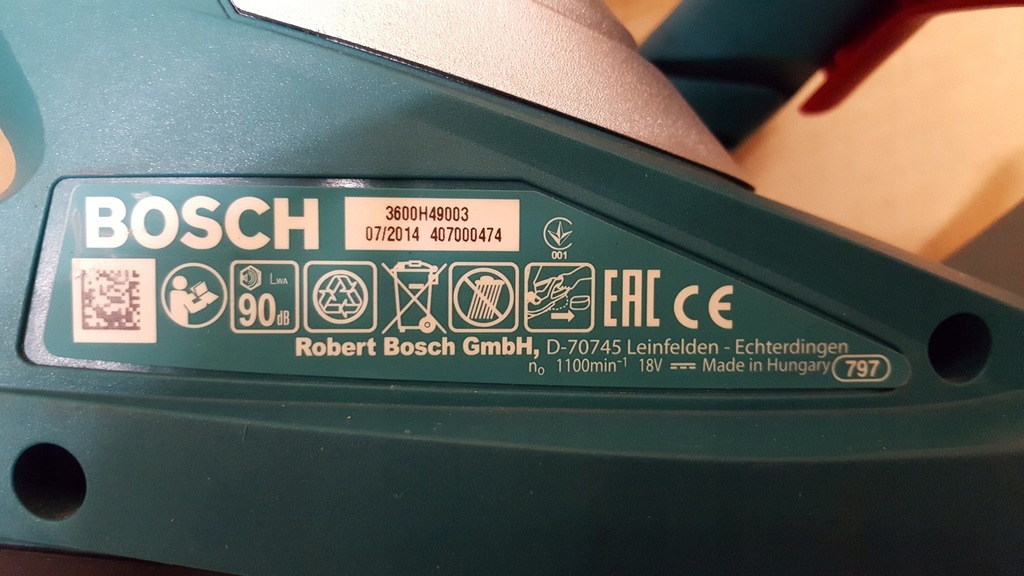 BOSCH
3600H49003
07/2014 407000474
001
LWA
90dB
EAC CE
Robert Bosch GmbH, D-70745 Leinfelden - Echterdingen
n₀ 1100min⁻¹ 18V ⎓ Made in Hungary 797